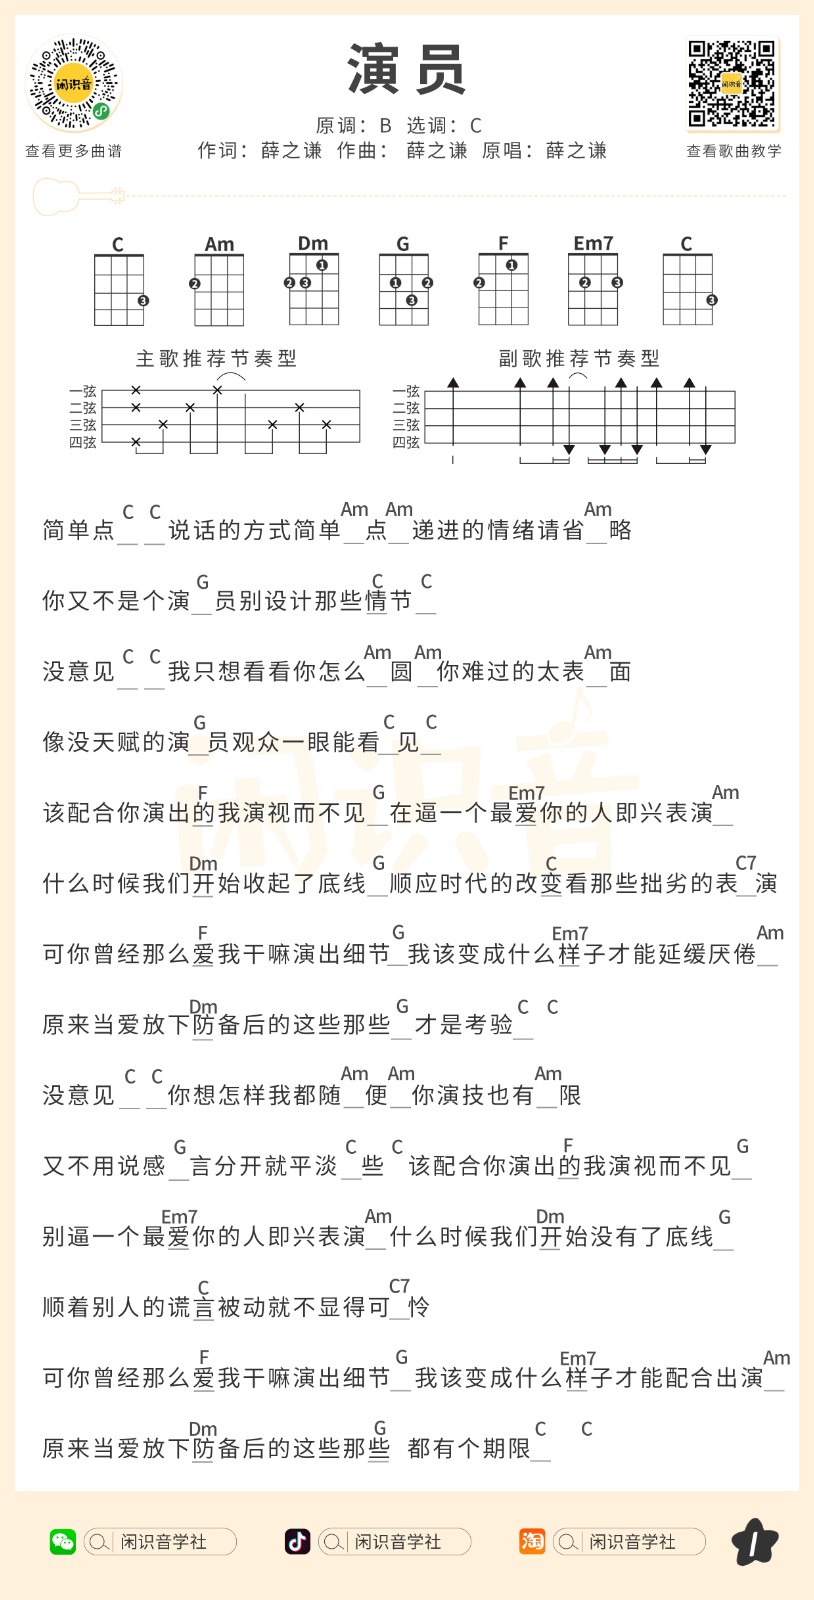 演员
原调：B 选调：C
作词：薛之谦 作曲：薛之谦 原唱：薛之谦
闲识音
查看更多曲谱
闲识音
查看歌曲教学
C Am Dm G F Em7 C
3 2 2 3 1 1 3 2 2 1 2 3 3
主歌推荐节奏型
一弦
二弦
三弦
四弦
副歌推荐节奏型
一弦
二弦
三弦
四弦
C C Am Am Am
简单点__ __说话的方式简单__点__递进的情绪请省__略
G C C
你又不是个演__员别设计那些情节__
C C Am Am Am
没意见__ __我只想看看你怎么__圆__你难过的太表__面
G C C
像没天赋的演__员观众一眼能看__见__
F G Em7 Am
该配合你演出的我演视而不见__在逼一个最爱你的人即兴表演__
Dm G C C7
什么时候我们开始收起了底线__顺应时代的改变看那些拙劣的表__演
F G Em7 Am
可你曾经那么爱我干嘛演出细节__我该变成什么样子才能延缓厌倦__
Dm G C C
原来当爱放下防备后的这些那些__才是考验__
C C Am Am Am
没意见__ __你想怎样我都随__便__你演技也有__限
G C C F G
又不用说感__言分开就平淡__些 该配合你演出的我演视而不见__
Em7 Am Dm G
别逼一个最爱你的人即兴表演__什么时候我们开始没有了底线__
C C7
顺着别人的谎言被动就不显得可__怜
F G Em7 Am
可你曾经那么爱我干嘛演出细节__我该变成什么样子才能配合出演__
Dm G C C
原来当爱放下防备后的这些那些 都有个期限__
闲识音
闲识音学社
闲识音学社
淘 闲识音学社
1